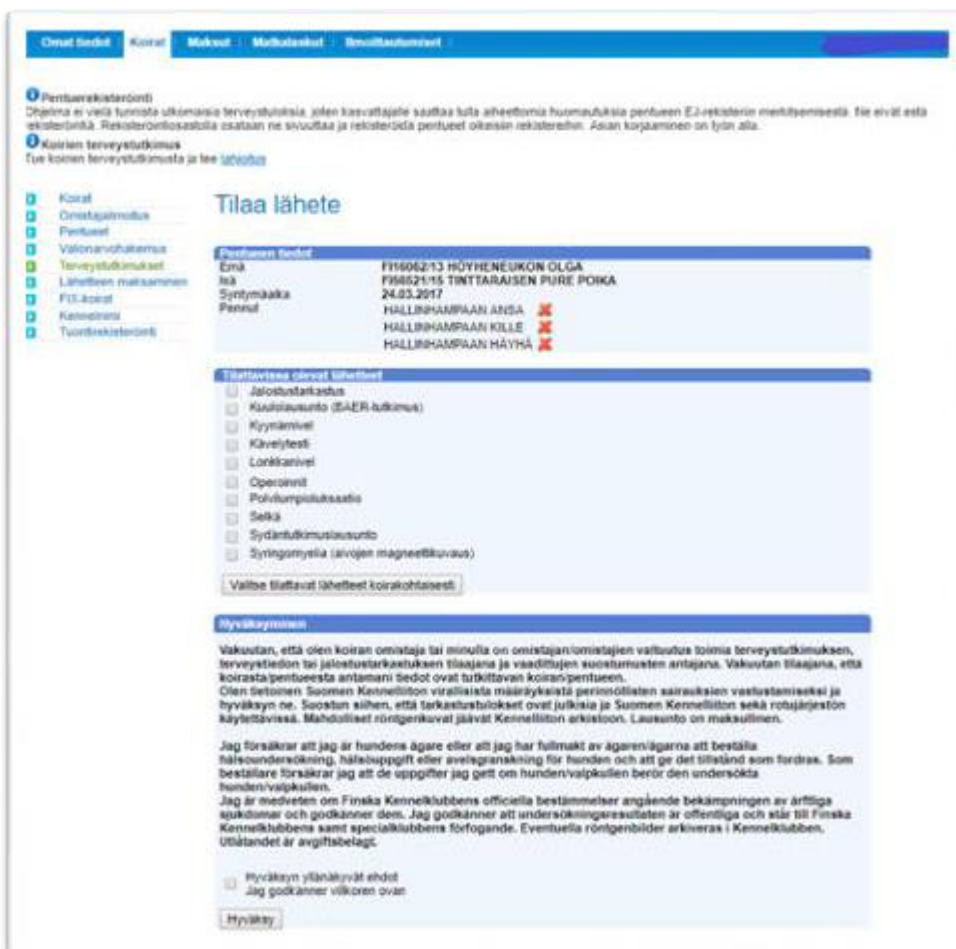 Omat tiedot Koirat Maksut Matkalaskut Ilmoittautumiset
Pentuerekisteröinti
Ohjelma ei vielä tunnista ulkomaisia terveystuloksia, joten kasvattajalle saattaa tulla aiheettomia huomautuksia pentueen EJ-rekisteriin merkitsemisestä. Ne eivät estä
rekisteröintiä. Rekisteröintiosastolla osataan ne sivuuttaa ja rekisteröidä pentueet oikeisiin rekistereihin. Asian korjaaminen on työn alla.
Koirien terveystutkimus
Tue koirien terveystutkimusta ja tee lahjoitus
Koirat
Omistajailmoitus
Pentueet
Valionarvohakemus
Terveystutkimukset
Lähetteen maksaminen
FIX-koirat
Kennelnimi
Tuontirekisteröinti
Tilaa lähete
Pentueen tiedot
Emä FI16062/13 HÖYHENEUKON OLGA
Isä FI56521/15 TINTTARAISEN PURE POIKA
Syntymäaika 24.03.2017
Pennut HALLINHAMPAAN ANSA
HALLINHAMPAAN KILLE
HALLINHAMPAAN HÄYHÄ
Tilattavissa olevat lähetteet
Jalostustarkastus
Kuulolausunto (BAER-tutkimus)
Kyynärnivel
Kävelytesti
Lonkkanivel
Operoinnit
Polvilumpioluksaatio
Selkä
Sydäntutkimuslausunto
Syringomyelia (aivojen magneettikuvaus)
Valitse tilattavat lähetteet koirakohtaisesti
Hyväksyminen
Vakuutan, että olen koiran omistaja tai minulla on omistajan/omistajien valtuutus toimia terveystutkimuksen,
terveystiedon tai jalostustarkastuksen tilaajana ja vaadittujen suostumusten antajana. Vakuutan tilaajana, että
koirasta/pentueesta antamani tiedot ovat tutkittavan koiran/pentueen.
Olen tietoinen Suomen Kennelliiton virallisista määräyksistä perinnöllisten sairauksien vastustamiseksi ja
hyväksyn ne. Suostun siihen, että tarkastustulokset ovat julkisia ja Suomen Kennelliiton sekä rotujärjestön
käytettävissä. Mahdolliset röntgenkuvat jäävät Kennelliiton arkistoon. Lausunto on maksullinen.
Jag försäkrar att jag är hundens ägare eller att jag har fullmakt av ägaren/ägarna att beställa
hälsoundersökning, hälsouppgift eller avelsgranskning för hunden och att ge det tillstånd som fordras. Som
beställare försäkrar jag att de uppgifter jag gett om hunden/valpkullen berör den undersökta
hunden/valpkullen.
Jag är medveten om Finska Kennelklubbens officiella bestämmelser angående bekämpningen av ärftliga
sjukdomar och godkänner dem. Jag godkänner att undersökningsresultaten är offentliga och står till Finska
Kennelklubbens samt specialklubbens förfogande. Eventuella röntgenbilder arkiveras i Kennelklubben.
Utlåtandet är avgiftsbelagt.
Hyväksyn yllänäkyvät ehdot
Jag godkänner villkoren ovan
Hyväksy